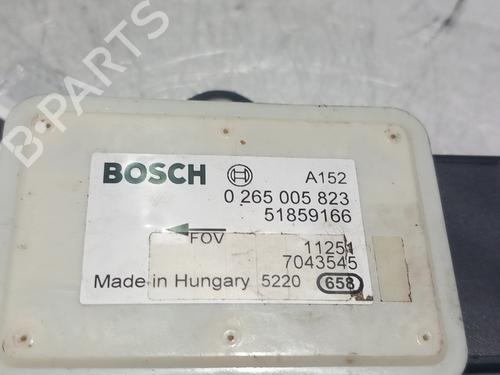 BOSCH A152
0 265 005 823
51859166
FOV
11251
7043545
Made in Hungary 5220 658
B-PARTS